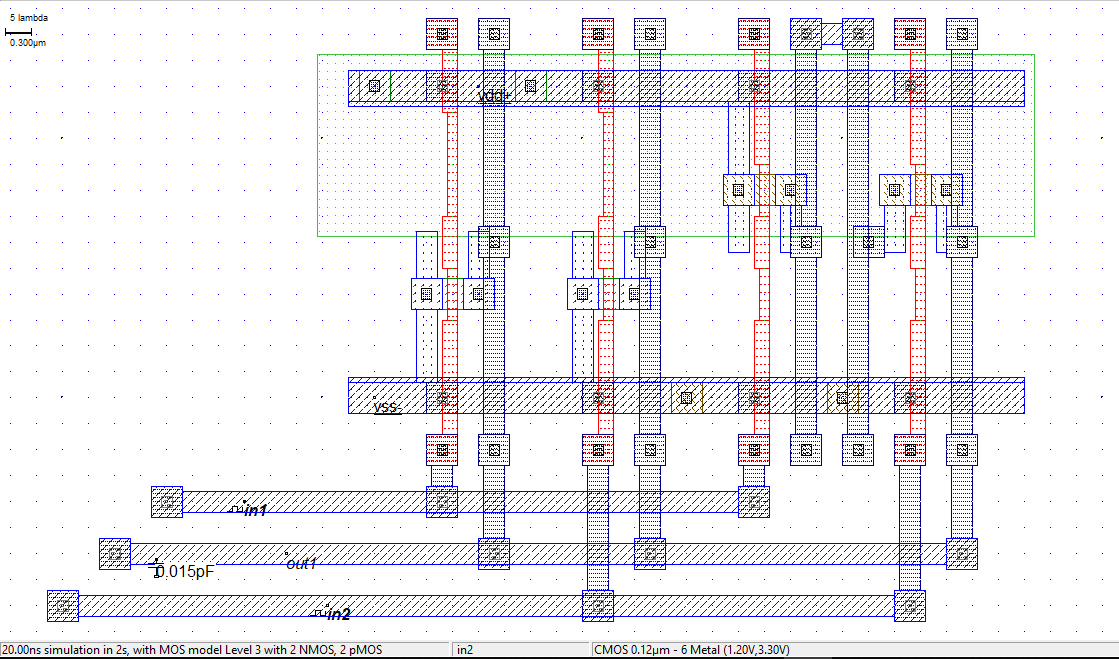 5 lambda
0.300µm
vdd+
vss-
in1
out1
0.015pF
in2
20.00ns simulation in 2s, with MOS model Level 3 with 2 NMOS, 2 pMOS
in2
CMOS 0.12µm - 6 Metal (1.20V,3.30V)